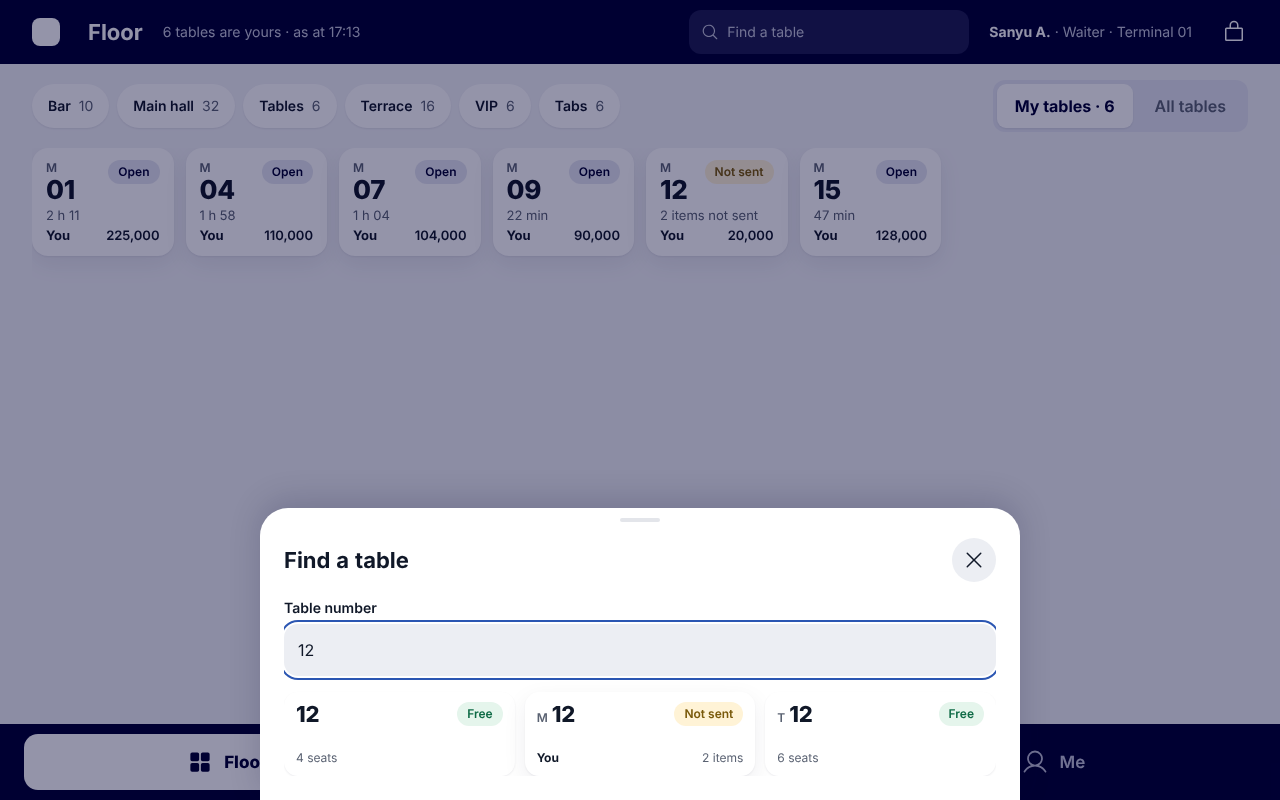 Floor 6 tables are yours · as at 17:13 Find a table Sanyu A. · Waiter · Terminal 01
Bar 10 Main hall 32 Tables 6 Terrace 16 VIP 6 Tabs 6 My tables · 6 All tables
M Open M Open M Open M Open M Not sent M Open
01 04 07 09 12 15
2 h 11 1 h 58 1 h 04 22 min 2 items not sent 47 min
You 225,000 You 110,000 You 104,000 You 90,000 You 20,000 You 128,000
Find a table
Table number
12
12 Free M 12 Not sent T 12 Free
4 seats You 2 items 6 seats
Floo Me